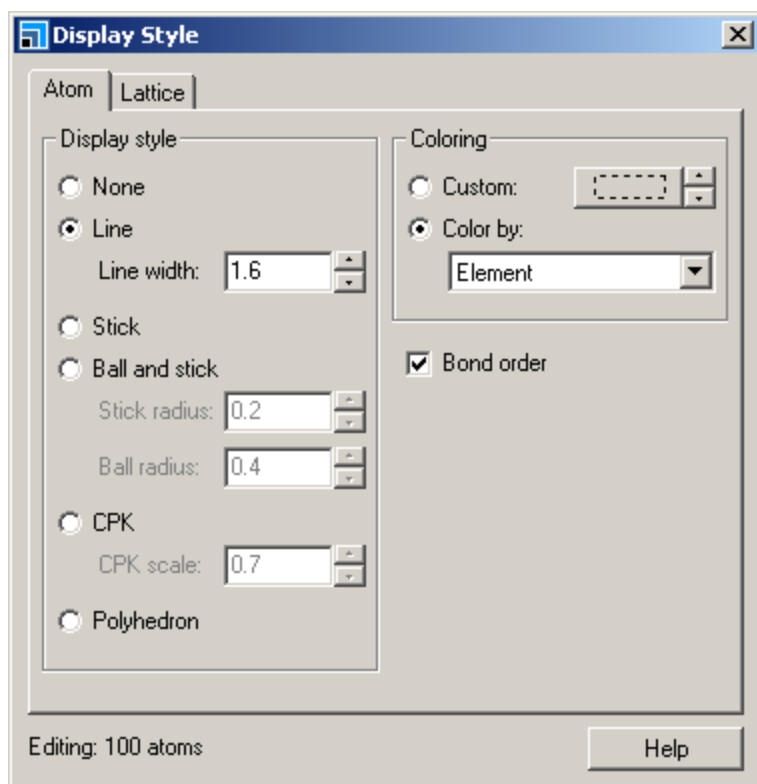 Display Style
Atom
Lattice
Display style
None
Line
Line width: 1.6
Stick
Ball and stick
Stick radius: 0.2
Ball radius: 0.4
CPK
CPK scale: 0.7
Polyhedron
Coloring
Custom:
Color by:
Element
Bond order
Editing: 100 atoms
Help